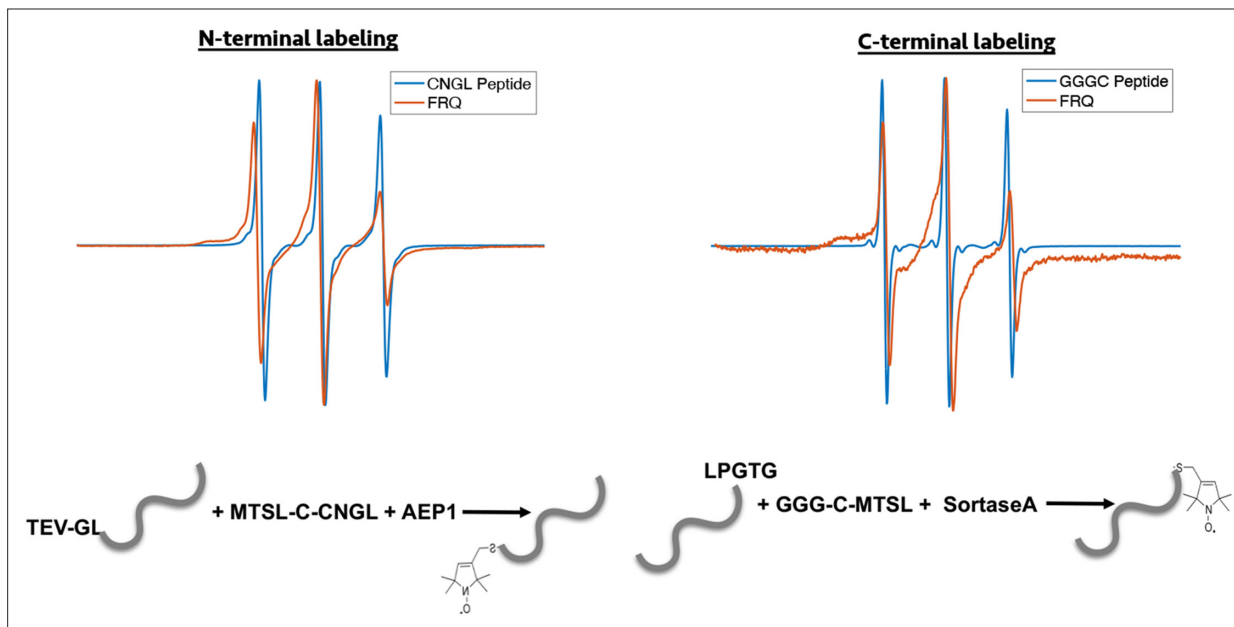 N-terminal labeling
CNGL Peptide
FRQ
C-terminal labeling
GGGC Peptide
FRQ
TEV-GL
+ MTSL-C-CNGL + AEP1
S
N
O•
LPGTG
+ GGG-C-MTSL + SortaseA
·S
N
O•